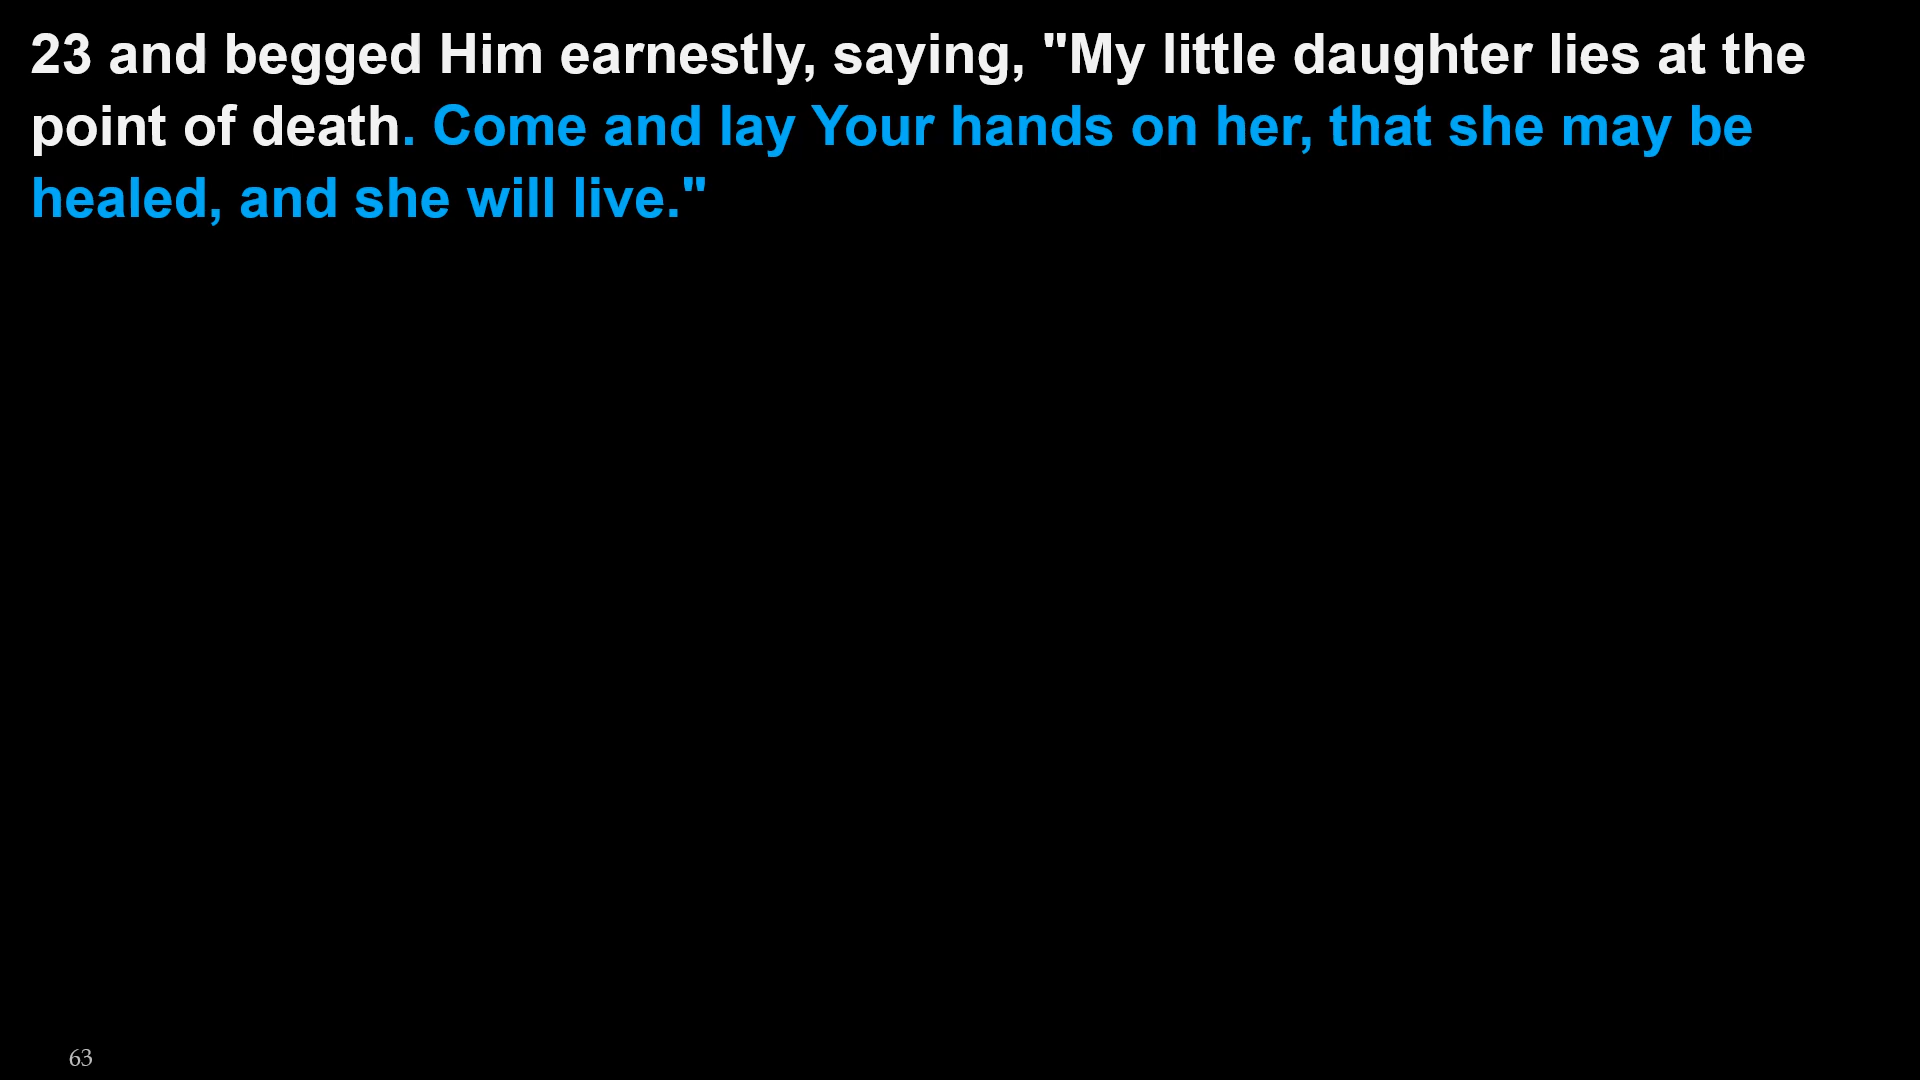 23 and begged Him earnestly, saying, "My little daughter lies at the
point of death. Come and lay Your hands on her, that she may be
healed, and she will live."
63